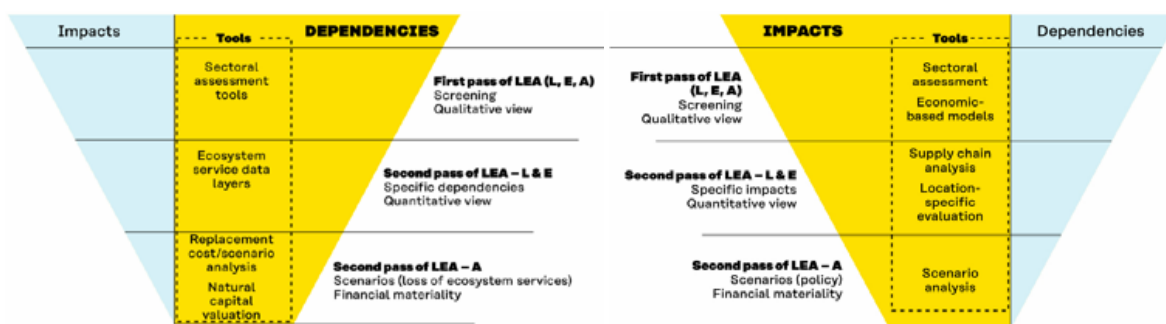 Impacts
Tools
DEPENDENCIES
Sectoral
assessment
tools
First pass of LEA (L, E, A)
Screening
Qualitative view
Ecosystem
service data
layers
Second pass of LEA – L & E
Specific dependencies
Quantitative view
Replacement
cost/scenario
analysis
Natural
capital
valuation
Second pass of LEA – A
Scenarios (loss of ecosystem services)
Financial materiality
IMPACTS
Tools
Dependencies
First pass of LEA
(L, E, A)
Screening
Qualitative view
Sectoral
assessment
Economic-
based models
Second pass of LEA – L & E
Specific impacts
Quantitative view
Supply chain
analysis
Location-
specific
evaluation
Second pass of LEA – A
Scenarios (policy)
Financial materiality
Scenario
analysis